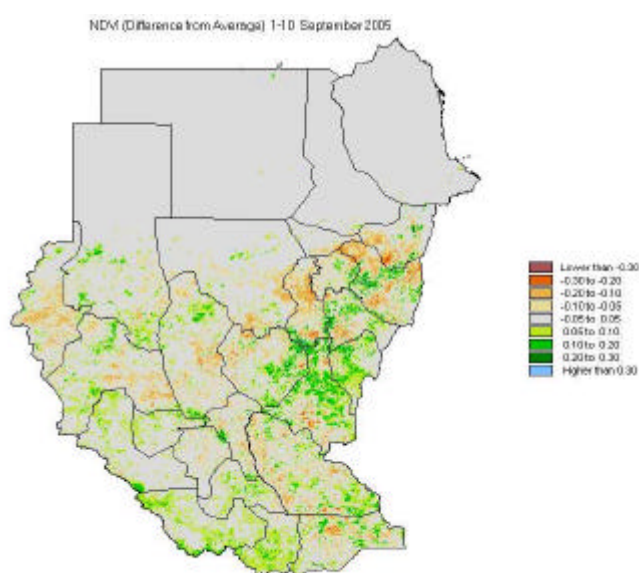 NDVI (Difference from Average) 1-10 September 2005
Lower than -0.30
-0.30 to -0.20
-0.20 to -0.10
-0.10 to -0.05
-0.05 to 0.05
0.05 to 0.10
0.10 to 0.20
0.20 to 0.30
Higher than 0.30